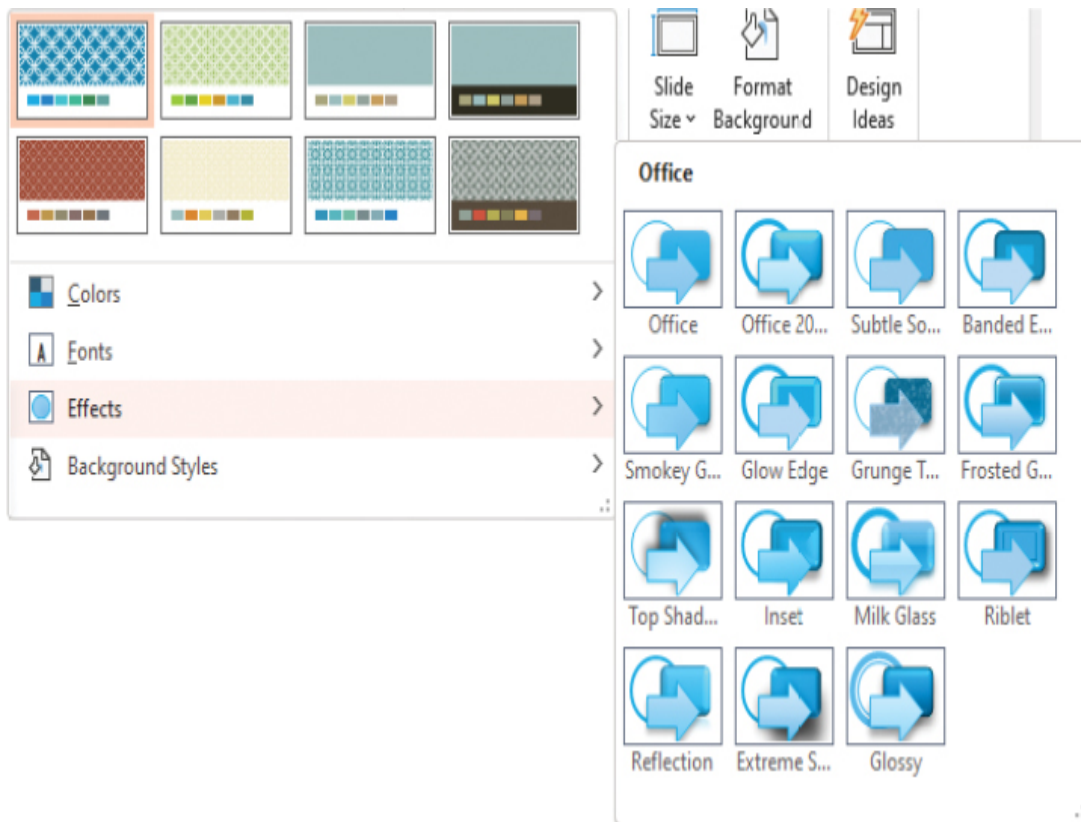 Slide Format Design
Size Background Ideas
Office
Colors
Fonts
Effects
Background Styles
Office Office 20... Subtle So... Banded E...
Smokey G... Glow Edge Grunge T... Frosted G...
Top Shad... Inset Milk Glass Riblet
Reflection Extreme S... Glossy